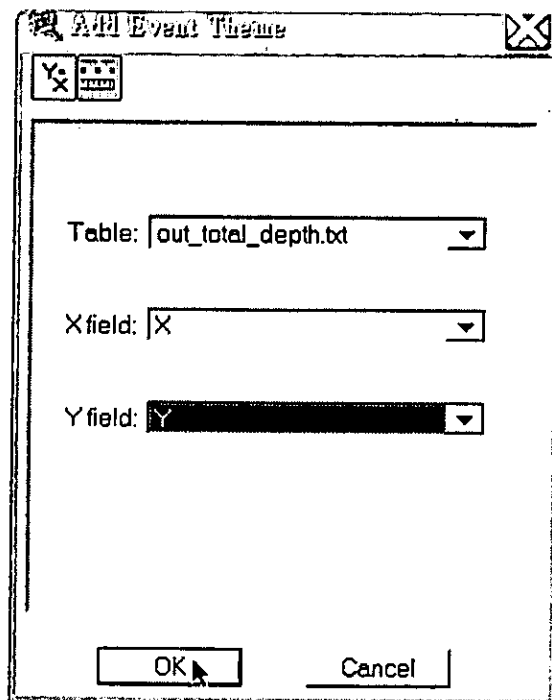 Add Event Theme
Y
X
Table: out_total_depth.txt
X field: X
Y field: Y
OK
Cancel